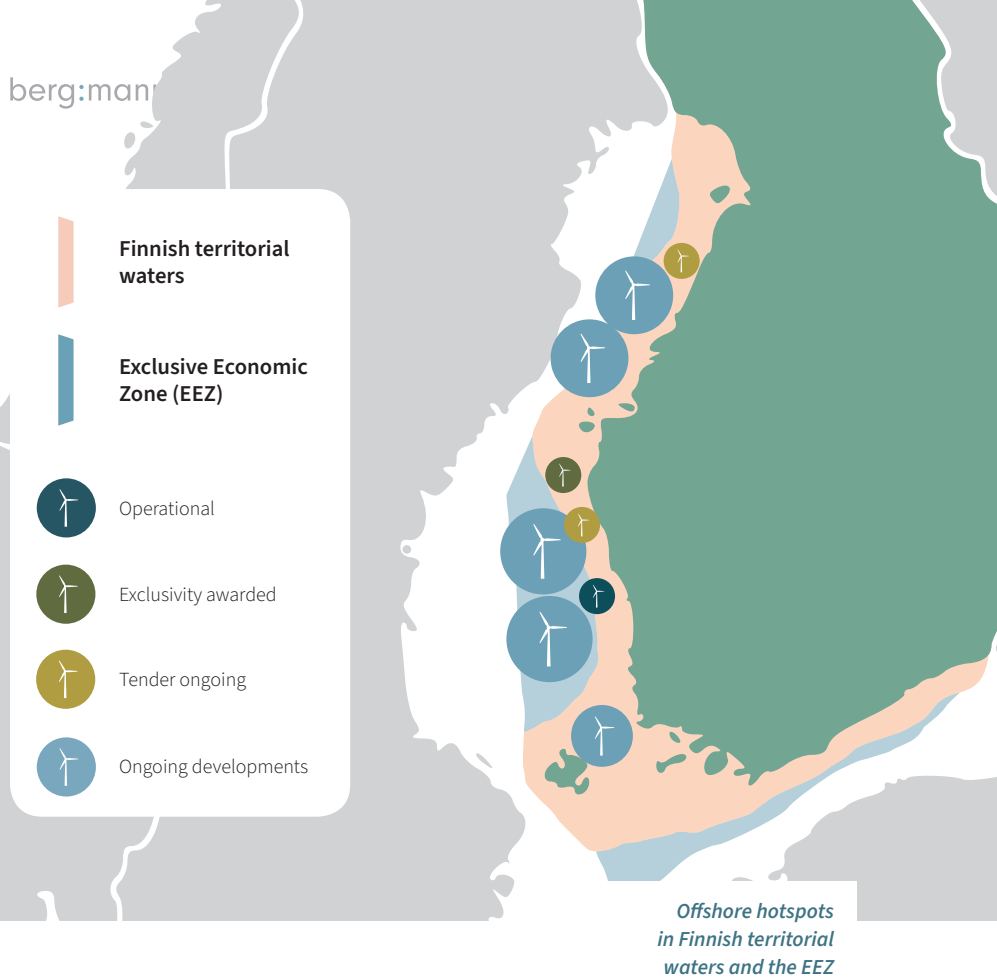 berg:mann
Finnish territorial
waters
Exclusive Economic
Zone (EEZ)
Operational
Exclusivity awarded
Tender ongoing
Ongoing developments
Offshore hotspots
in Finnish territorial
waters and the EEZ